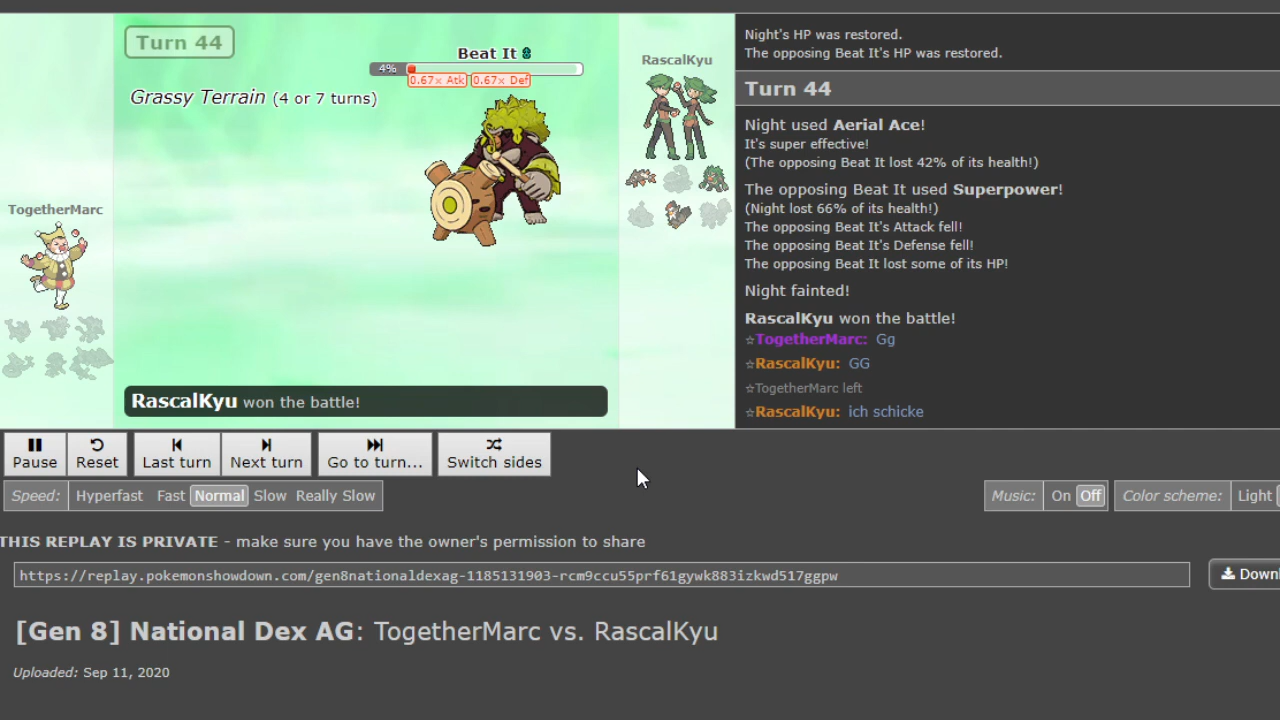 Turn 44
Beat It
4%
0.67× Atk 0.67× Def
Grassy Terrain (4 or 7 turns)
RascalKyu
TogetherMarc
RascalKyu won the battle!
Night's HP was restored.
The opposing Beat It's HP was restored.
Turn 44
Night used Aerial Ace!
It's super effective!
(The opposing Beat It lost 42% of its health!)
The opposing Beat It used Superpower!
(Night lost 66% of its health!)
The opposing Beat It's Attack fell!
The opposing Beat It's Defense fell!
The opposing Beat It lost some of its HP!
Night fainted!
RascalKyu won the battle!
☆TogetherMarc: Gg
☆RascalKyu: GG
☆TogetherMarc left
☆RascalKyu: ich schicke
Pause Reset Last turn Next turn Go to turn... Switch sides
Speed: Hyperfast Fast Normal Slow Really Slow Music: On Off Color scheme: Light
THIS REPLAY IS PRIVATE - make sure you have the owner's permission to share
https://replay.pokemonshowdown.com/gen8nationaldexag-1185131903-rcm9ccu55prf61gywk883izkwd517ggpw
Downl
[Gen 8] National Dex AG: TogetherMarc vs. RascalKyu
Uploaded: Sep 11, 2020